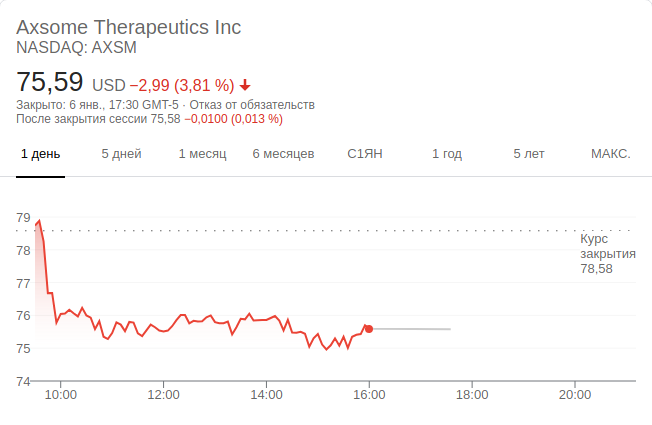 Axsome Therapeutics Inc
NASDAQ: AXSM
75,59 USD −2,99 (3,81 %)
Закрыто: 6 янв., 17:30 GMT-5 · Отказ от обязательств
После закрытия сессии 75,58 −0,0100 (0,013 %)
1 день 5 дней 1 месяц 6 месяцев С1ЯН 1 год 5 лет МАКС.
79
Курс
закрытия
78,58
78
77
76
75
74
10:00 12:00 14:00 16:00 18:00 20:00